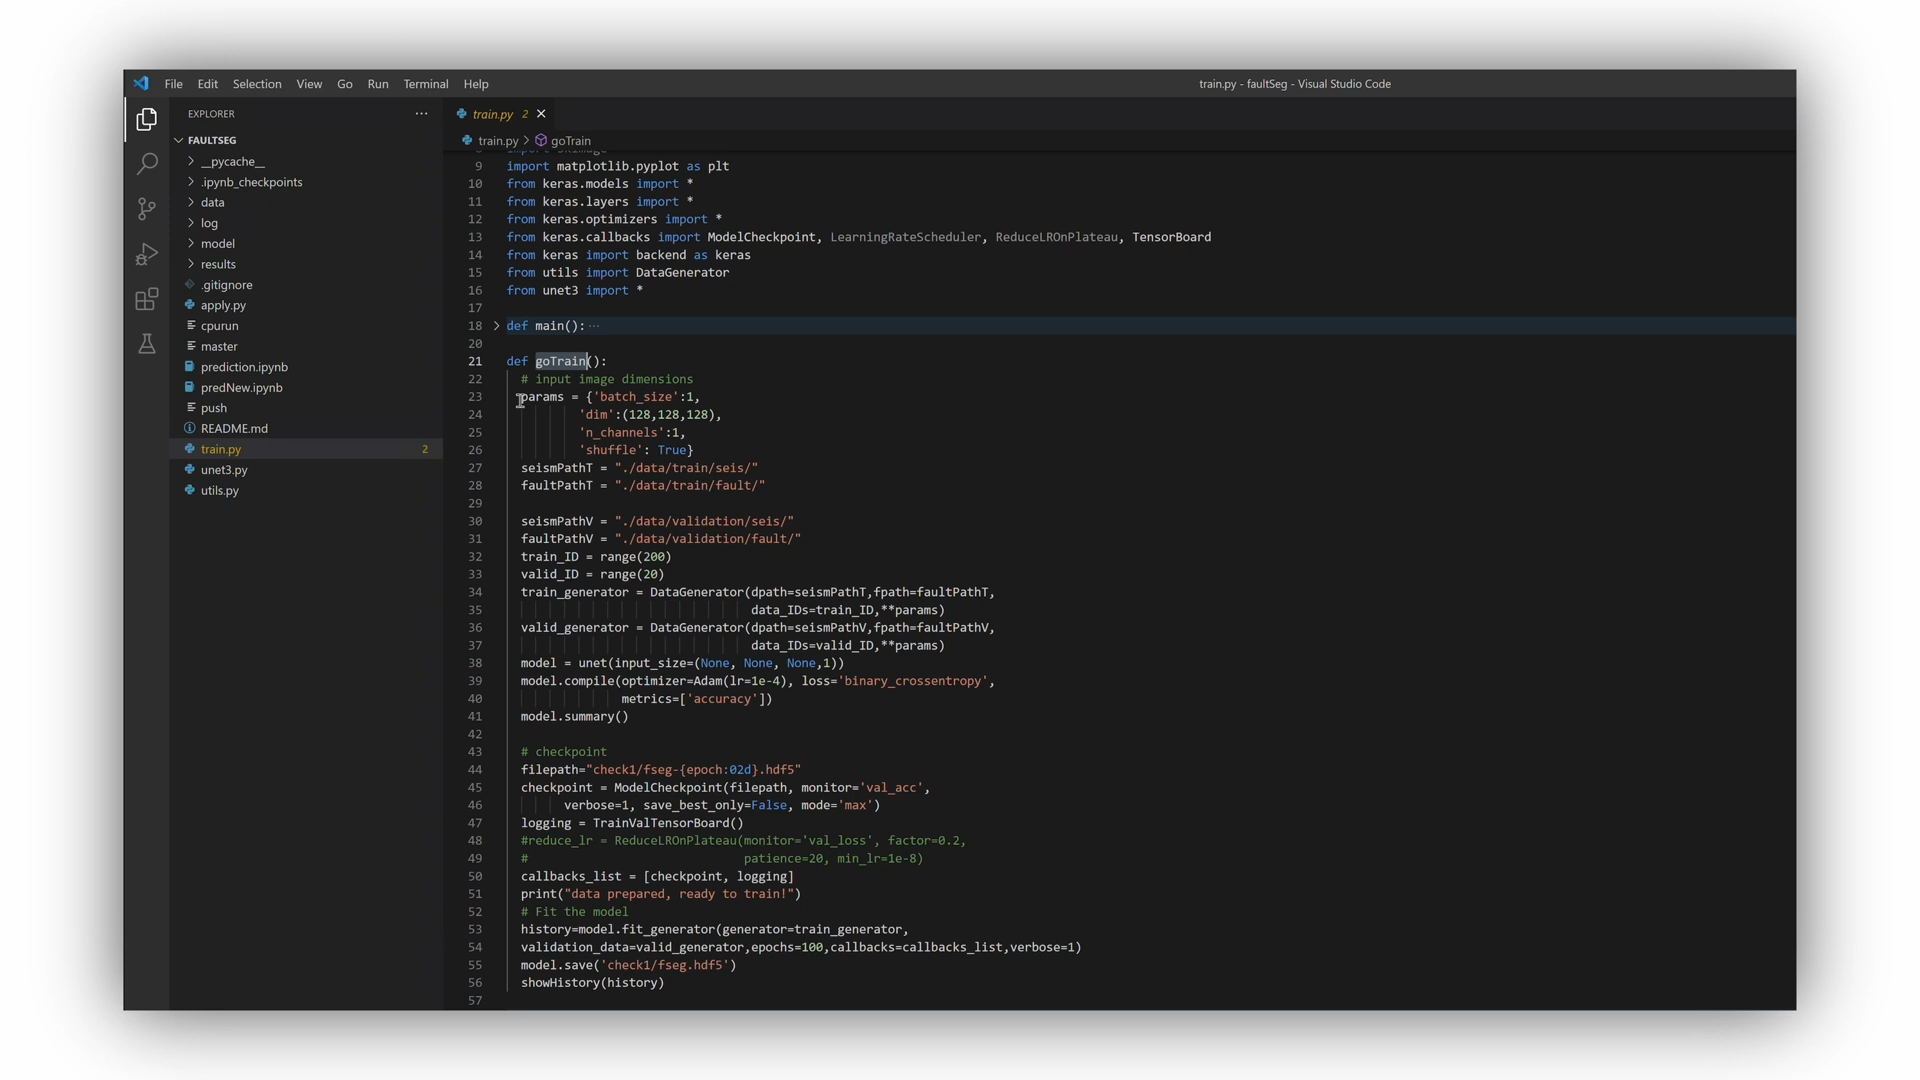 File Edit Selection View Go Run Terminal Help
train.py - faultSeg - Visual Studio Code
EXPLORER
FAULTSEG
__pycache__
.ipynb_checkpoints
data
log
model
results
.gitignore
apply.py
cpurun
master
prediction.ipynb
predNew.ipynb
push
README.md
train.py 2
unet3.py
utils.py
train.py 2
train.py > goTrain
9 import matplotlib.pyplot as plt
10 from keras.models import *
11 from keras.layers import *
12 from keras.optimizers import *
13 from keras.callbacks import ModelCheckpoint, LearningRateScheduler, ReduceLROnPlateau, TensorBoard
14 from keras import backend as keras
15 from utils import DataGenerator
16 from unet3 import *
17
18 def main(): ...
20
21 def goTrain():
22 # input image dimensions
23 params = {'batch_size':1,
24 'dim':(128,128,128),
25 'n_channels':1,
26 'shuffle': True}
27 seismPathT = "./data/train/seis/"
28 faultPathT = "./data/train/fault/"
29
30 seismPathV = "./data/validation/seis/"
31 faultPathV = "./data/validation/fault/"
32 train_ID = range(200)
33 valid_ID = range(20)
34 train_generator = DataGenerator(dpath=seismPathT,fpath=faultPathT,
35 data_IDs=train_ID,**params)
36 valid_generator = DataGenerator(dpath=seismPathV,fpath=faultPathV,
37 data_IDs=valid_ID,**params)
38 model = unet(input_size=(None, None, None,1))
39 model.compile(optimizer=Adam(lr=1e-4), loss='binary_crossentropy',
40 metrics=['accuracy'])
41 model.summary()
42
43 # checkpoint
44 filepath="check1/fseg-{epoch:02d}.hdf5"
45 checkpoint = ModelCheckpoint(filepath, monitor='val_acc',
46 verbose=1, save_best_only=False, mode='max')
47 logging = TrainValTensorBoard()
48 #reduce_lr = ReduceLROnPlateau(monitor='val_loss', factor=0.2,
49 # patience=20, min_lr=1e-8)
50 callbacks_list = [checkpoint, logging]
51 print("data prepared, ready to train!")
52 # Fit the model
53 history=model.fit_generator(generator=train_generator,
54 validation_data=valid_generator,epochs=100,callbacks=callbacks_list,verbose=1)
55 model.save('check1/fseg.hdf5')
56 showHistory(history)
57